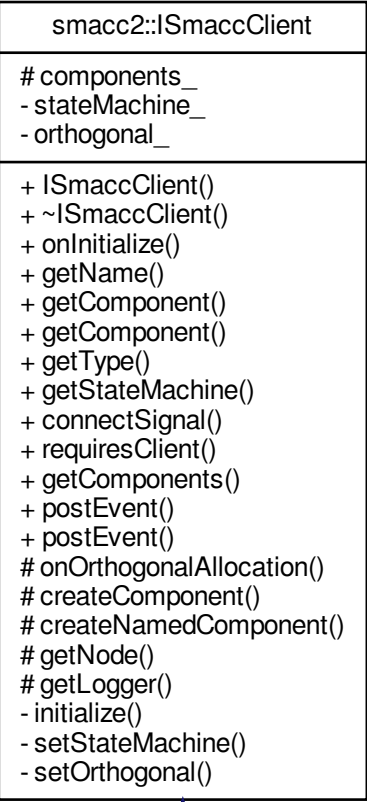 smacc2::ISmaccClient
# components_
- stateMachine_
- orthogonal_
+ ISmaccClient()
+ ~ISmaccClient()
+ onInitialize()
+ getName()
+ getComponent()
+ getComponent()
+ getType()
+ getStateMachine()
+ connectSignal()
+ requiresClient()
+ getComponents()
+ postEvent()
+ postEvent()
# onOrthogonalAllocation()
# createComponent()
# createNamedComponent()
# getNode()
# getLogger()
- initialize()
- setStateMachine()
- setOrthogonal()